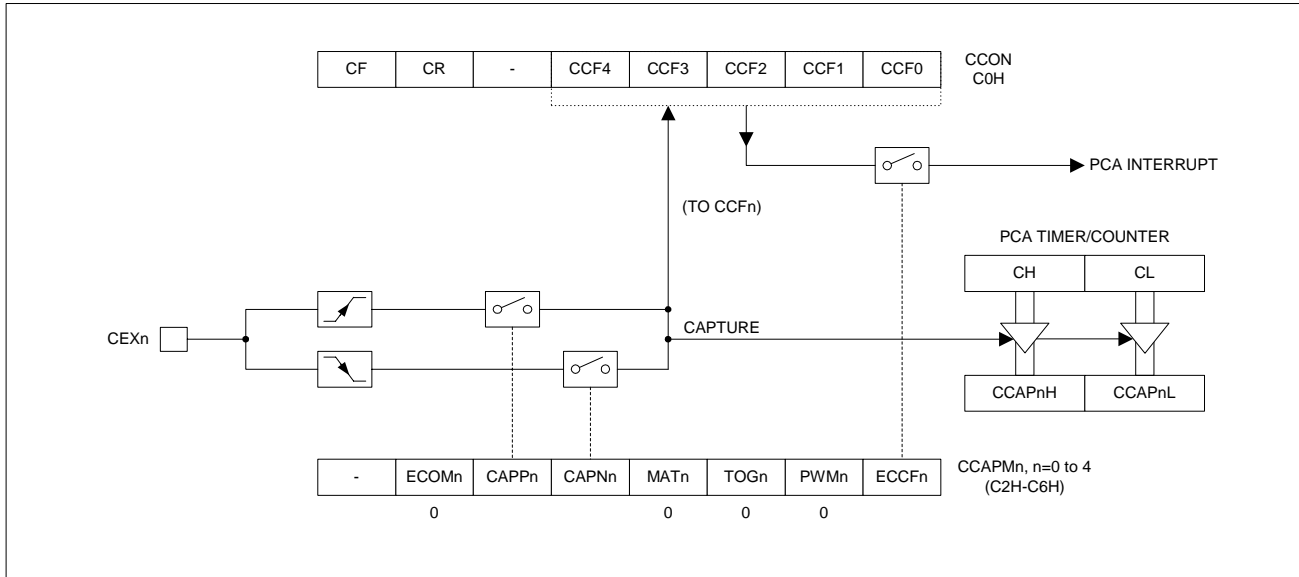 CF CR - CCF4 CCF3 CCF2 CCF1 CCF0
CCON
C0H
PCA INTERRUPT
(TO CCFn)
PCA TIMER/COUNTER
CH CL
CEXn
CAPTURE
CCAPnH CCAPnL
- ECOMn CAPPn CAPNn MATn TOGn PWMn ECCFn
CCAPMn, n=0 to 4
(C2H-C6H)
0 0 0 0